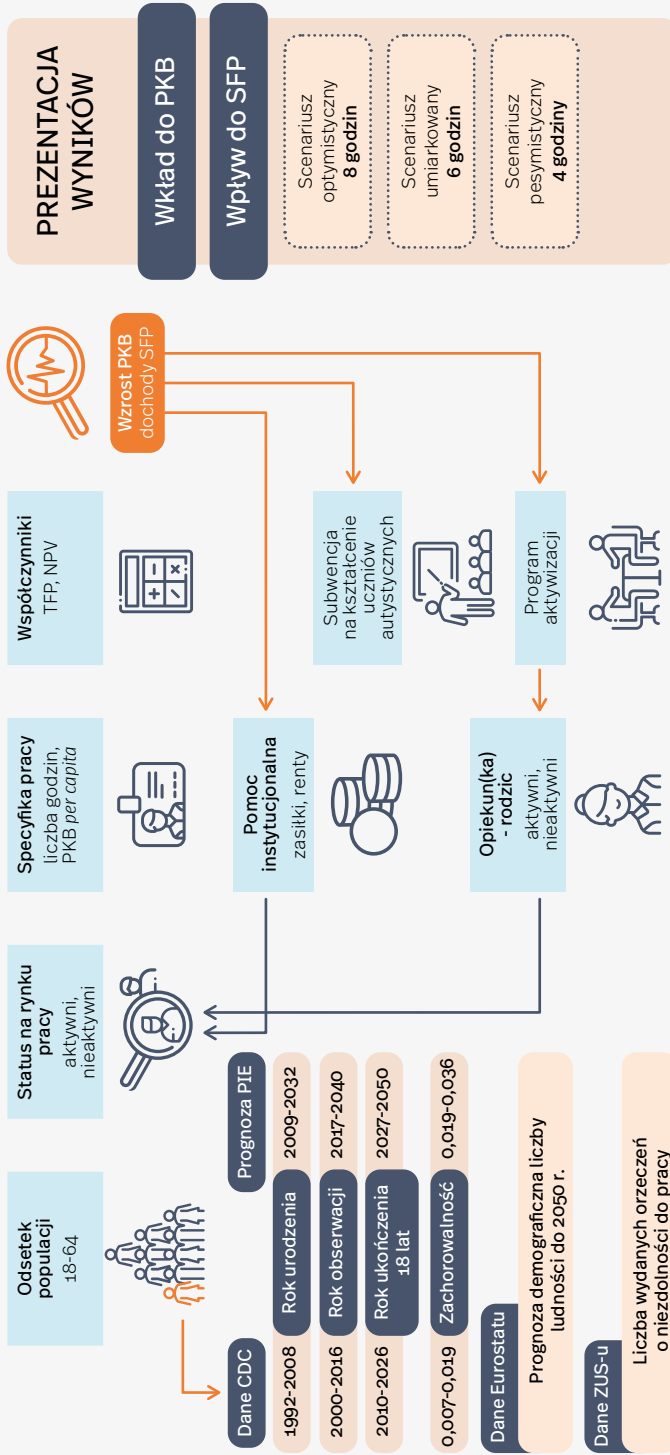 Odsetek
populacji
18-64
Status na rynku
pracy
aktywni,
nieaktywni
Specyfika pracy
liczba godzin,
PKB per capita
Współczynniki
TFP, NPV
Wzrost PKB
dochody SFP
PREZENTACJA
WYNIKÓW
Wkład do PKB
Wpływ do SFP
Scenariusz
optymistyczny
8 godzin
Scenariusz
umiarkowany
6 godzin
Scenariusz
pesymistyczny
4 godziny
Dane CDC
Prognoza PIE
1992-2008
Rok urodzenia
2009-2032
2000-2016
Rok obserwacji
2017-2040
2010-2026
Rok ukończenia
18 lat
2027-2050
0,007-0,019
Zachorowalność
0,019-0,036
Pomoc
instytucjonalna
zasiłki, renty
Subwencja
na kształcenie
uczniów
autystycznych
Opiekun(ka)
- rodzic
aktywni,
nieaktywni
Program
aktywizacji
Dane Eurostatu
Prognoza demograficzna liczby
ludności do 2050 r.
Dane ZUS-u
Liczba wydanych orzeczeń
o niezdolności do pracy